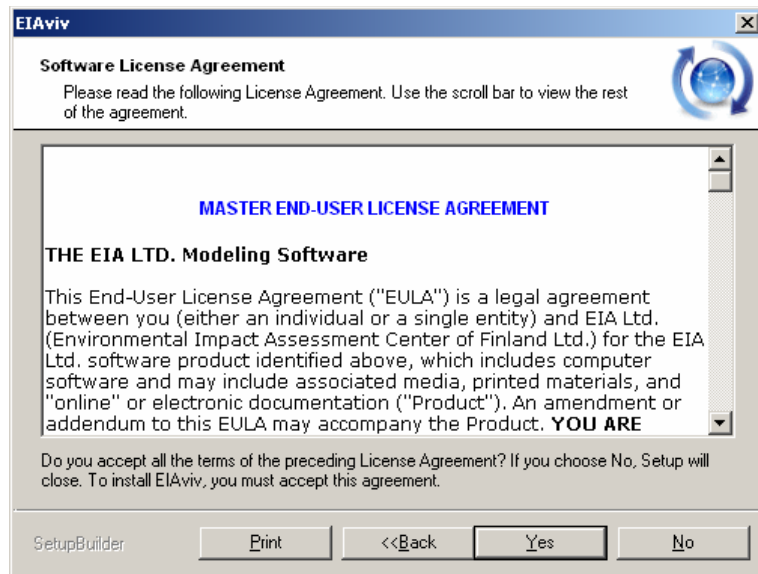 EIAviv
Software License Agreement
Please read the following License Agreement. Use the scroll bar to view the rest
of the agreement.
MASTER END-USER LICENSE AGREEMENT
THE EIA LTD. Modeling Software
This End-User License Agreement ("EULA") is a legal agreement
between you (either an individual or a single entity) and EIA Ltd.
(Environmental Impact Assessment Center of Finland Ltd.) for the EIA
Ltd. software product identified above, which includes computer
software and may include associated media, printed materials, and
"online" or electronic documentation ("Product"). An amendment or
addendum to this EULA may accompany the Product. YOU ARE
Do you accept all the terms of the preceding License Agreement? If you choose No, Setup will
close. To install EIAviv, you must accept this agreement.
SetupBuilder Print <<Back Yes No